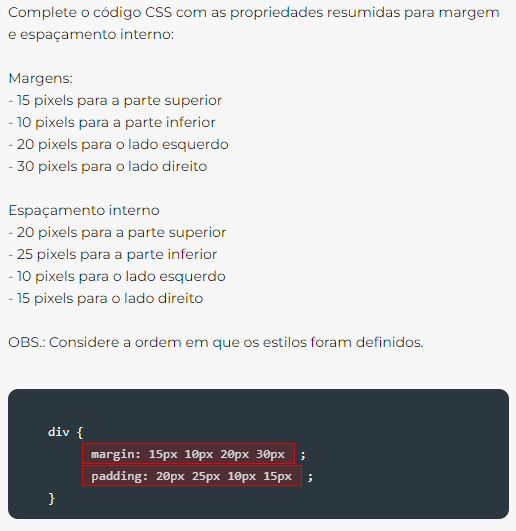 Complete o código CSS com as propriedades resumidas para margem
e espaçamento interno:
Margens:
- 15 pixels para a parte superior
- 10 pixels para a parte inferior
- 20 pixels para o lado esquerdo
- 30 pixels para o lado direito
Espaçamento interno
- 20 pixels para a parte superior
- 25 pixels para a parte inferior
- 10 pixels para o lado esquerdo
- 15 pixels para o lado direito
OBS.: Considere a ordem em que os estilos foram definidos.
div {
margin: 15px 10px 20px 30px ;
padding: 20px 25px 10px 15px ;
}